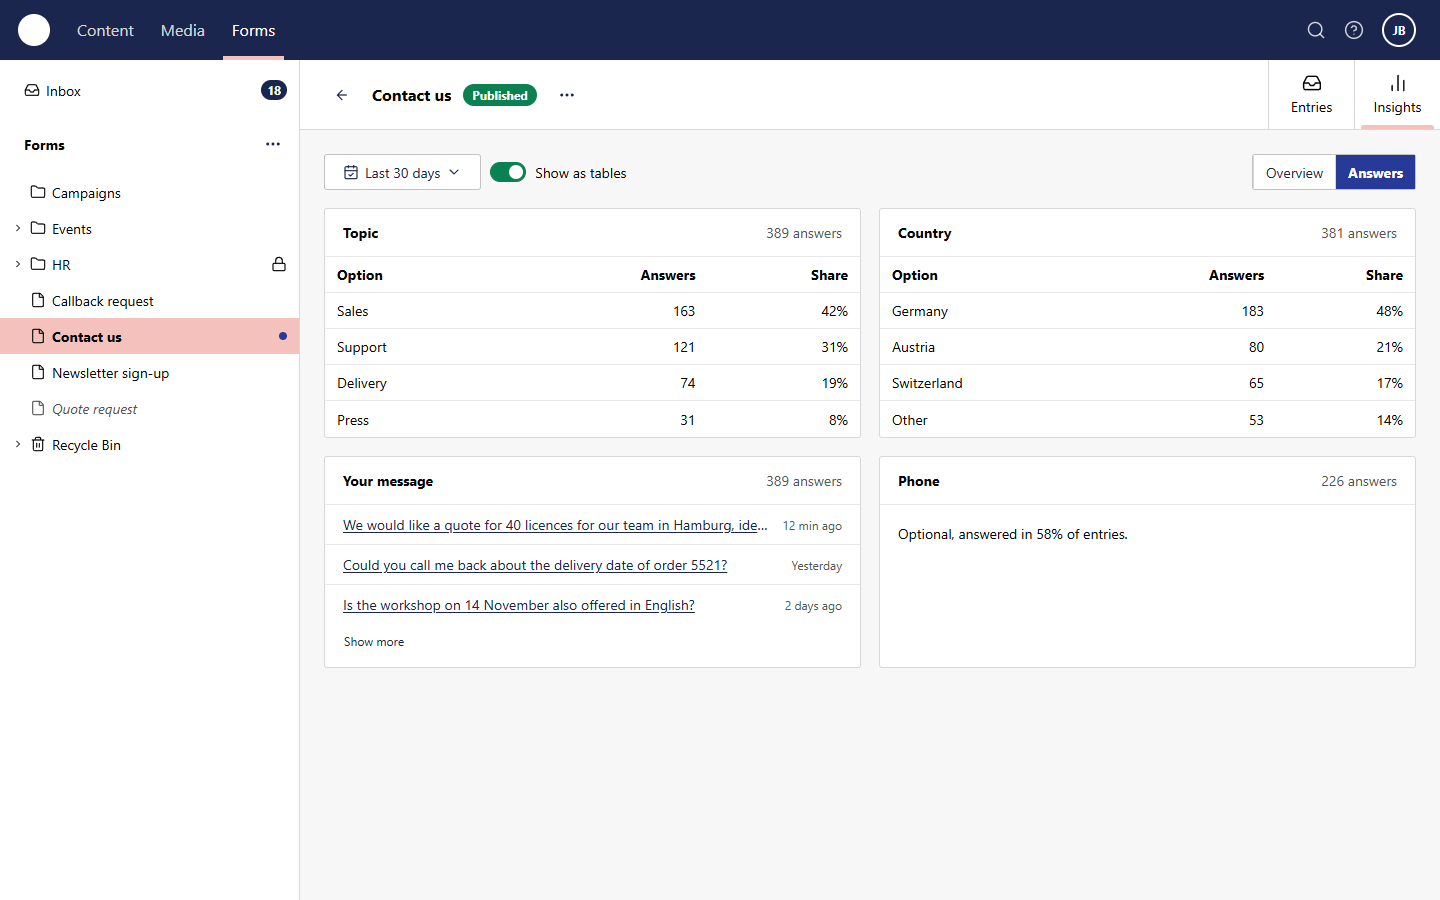 Content Media Forms JB
Inbox 18
Forms
Campaigns
Events
HR
Callback request
Contact us
Newsletter sign-up
Quote request
Recycle Bin
Contact us Published
Entries
Insights
Last 30 days Show as tables
Overview Answers
Topic 389 answers
Option Answers Share
Sales 163 42%
Support 121 31%
Delivery 74 19%
Press 31 8%
Country 381 answers
Option Answers Share
Germany 183 48%
Austria 80 21%
Switzerland 65 17%
Other 53 14%
Your message 389 answers
We would like a quote for 40 licences for our team in Hamburg, ide... 12 min ago
Could you call me back about the delivery date of order 5521? Yesterday
Is the workshop on 14 November also offered in English? 2 days ago
Show more
Phone 226 answers
Optional, answered in 58% of entries.